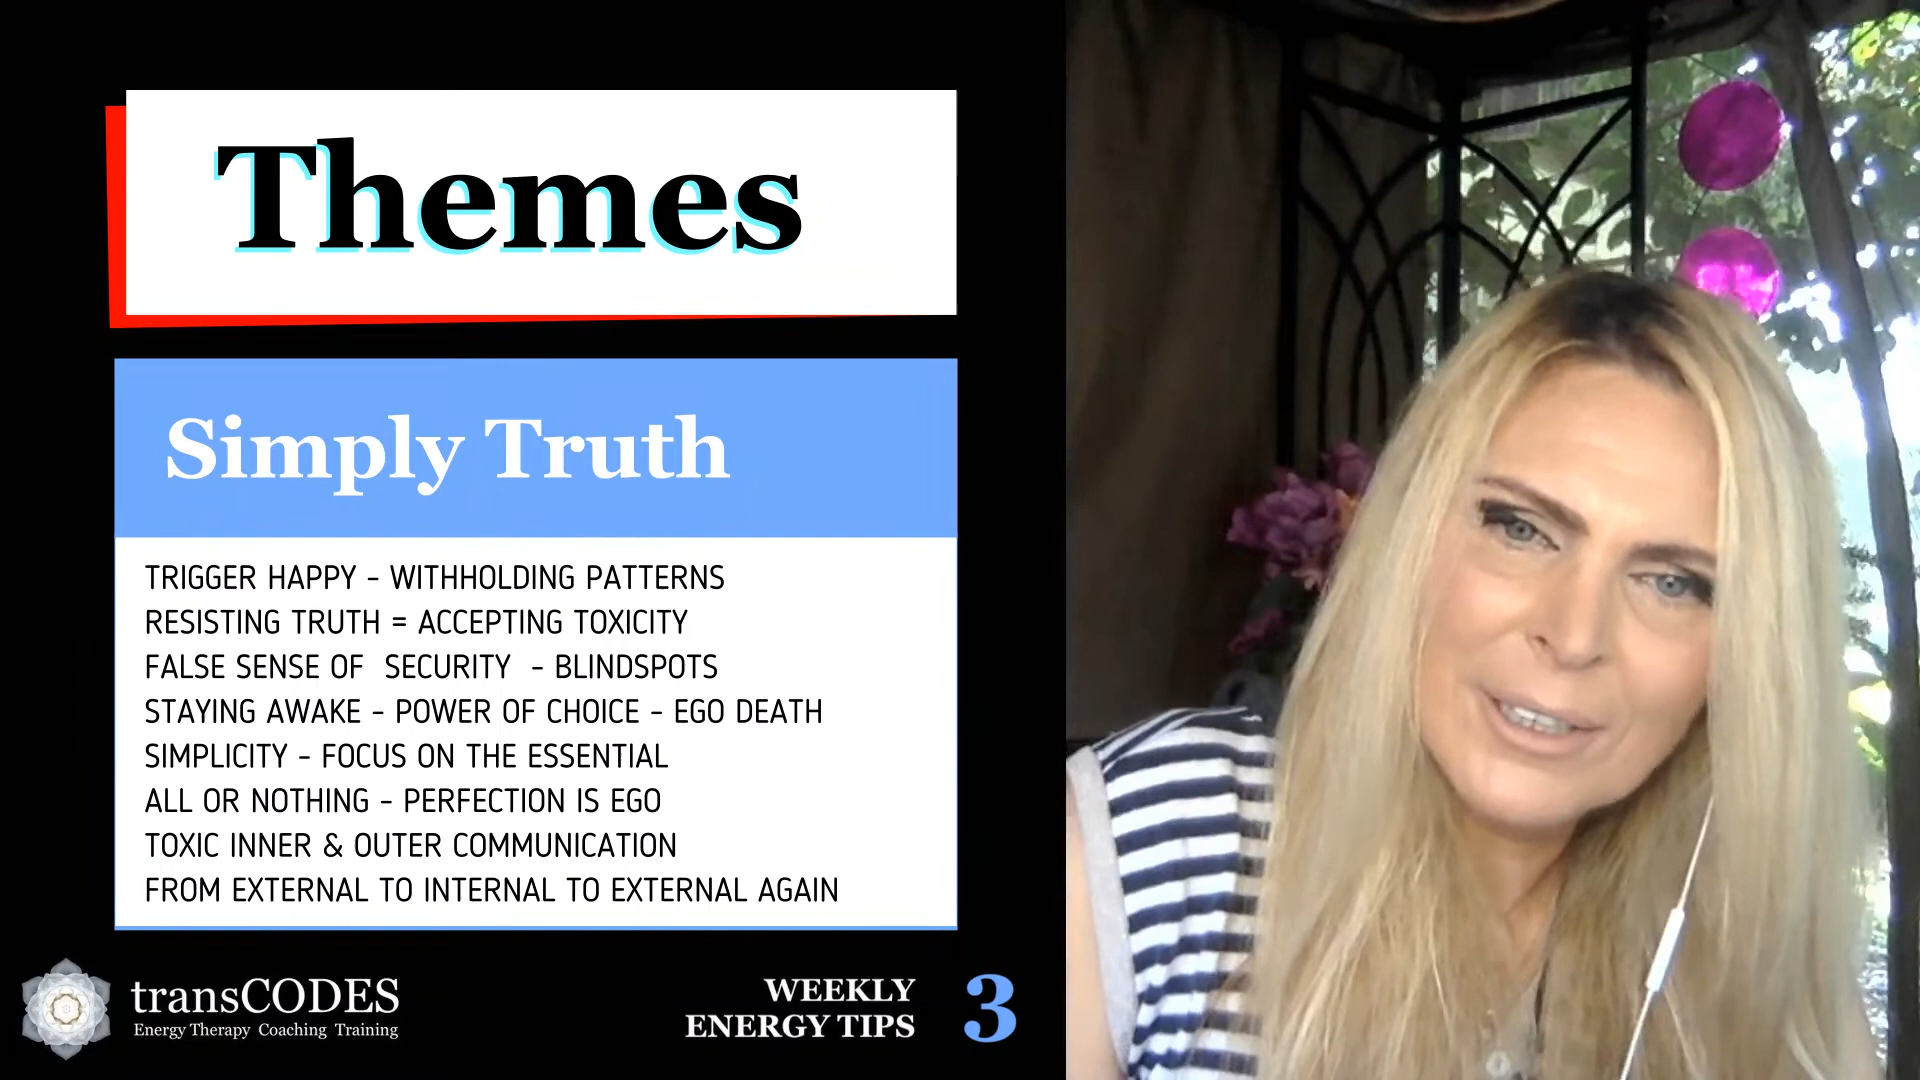 Themes
Simply Truth
TRIGGER HAPPY - WITHHOLDING PATTERNS
RESISTING TRUTH = ACCEPTING TOXICITY
FALSE SENSE OF SECURITY - BLINDSPOTS
STAYING AWAKE - POWER OF CHOICE - EGO DEATH
SIMPLICITY - FOCUS ON THE ESSENTIAL
ALL OR NOTHING - PERFECTION IS EGO
TOXIC INNER & OUTER COMMUNICATION
FROM EXTERNAL TO INTERNAL TO EXTERNAL AGAIN
transCODES
Energy Therapy Coaching Training
WEEKLY
ENERGY TIPS
3